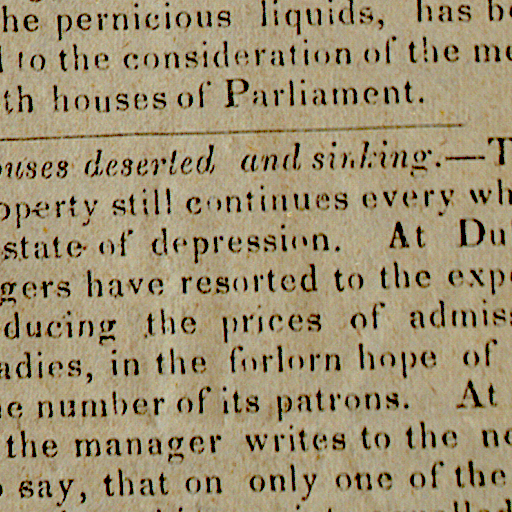 he pernicious liquids, has b
to the consideration of the me
th houses of Parliament.
ouses deserted and sinking.—T
operty still continues every wh
state of depression. At Du
gers have resorted to the exp
ducing the prices of admis
adies, in the forlorn hope of
e number of its patrons. At
the manager writes to the ne
say, that on only one of the